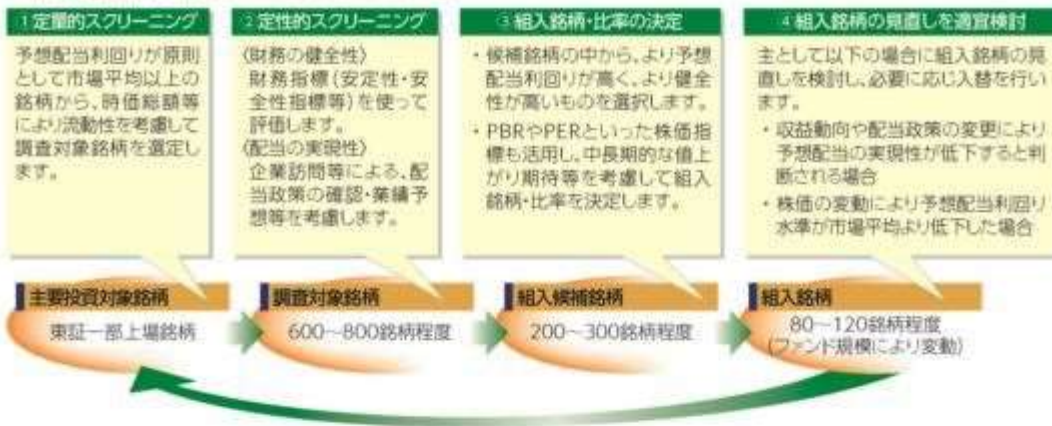 ①定量的スクリーニング
予想配当利回りが原則
として市場平均以上の
銘柄から、時価総額等
により流動性を考慮して
調査対象銘柄を選定し
ます。
②定性的スクリーニング
〈財務の健全性〉
財務指標(安定性・安
全性指標等)を使って
評価します。
〈配当の実現性〉
企業訪問等による、配
当政策の確認・業績予
想等を考慮します。
③組入銘柄・比率の決定
・候補銘柄の中から、より予想
配当利回りが高く、より健全
性が高いものを選択します。
・PBRやPERといった株価指
標も活用し、中長期的な値上
がり期待等を考慮して組入
銘柄・比率を決定します。
④組入銘柄の見直しを適宜検討
主として以下の場合に組入銘柄の見
直しを検討し、必要に応じ入替を行い
ます。
・収益動向や配当政策の変更により
予想配当の実現性が低下すると判
断される場合
・株価の変動により予想配当利回り
水準が市場平均より低下した場合
主要投資対象銘柄
東証一部上場銘柄
調査対象銘柄
600～800銘柄程度
組入候補銘柄
200～300銘柄程度
組入銘柄
80～120銘柄程度
(ファンド規模により変動)